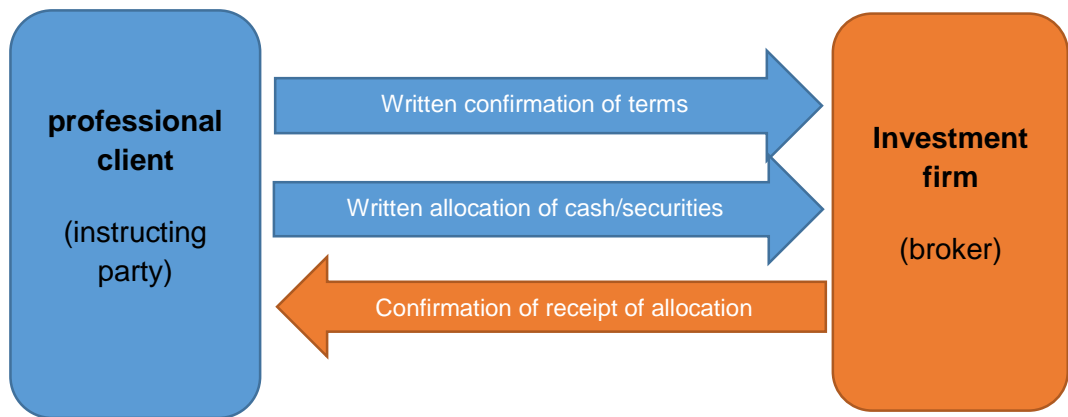 professional
client
(instructing
party)
Written confirmation of terms
Written allocation of cash/securities
Confirmation of receipt of allocation
Investment
firm
(broker)